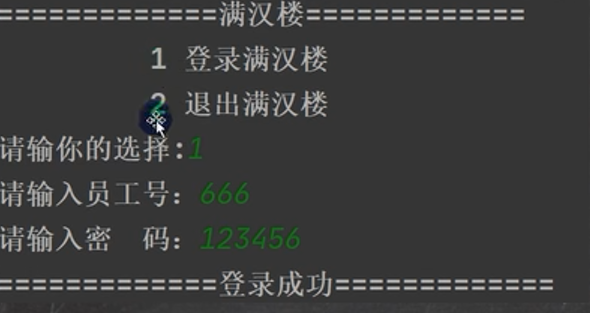 =============满汉楼=============
1 登录满汉楼
2 退出满汉楼
请输你的选择:1
请输入员工号：666
请输入密 码：123456
=============登录成功=============